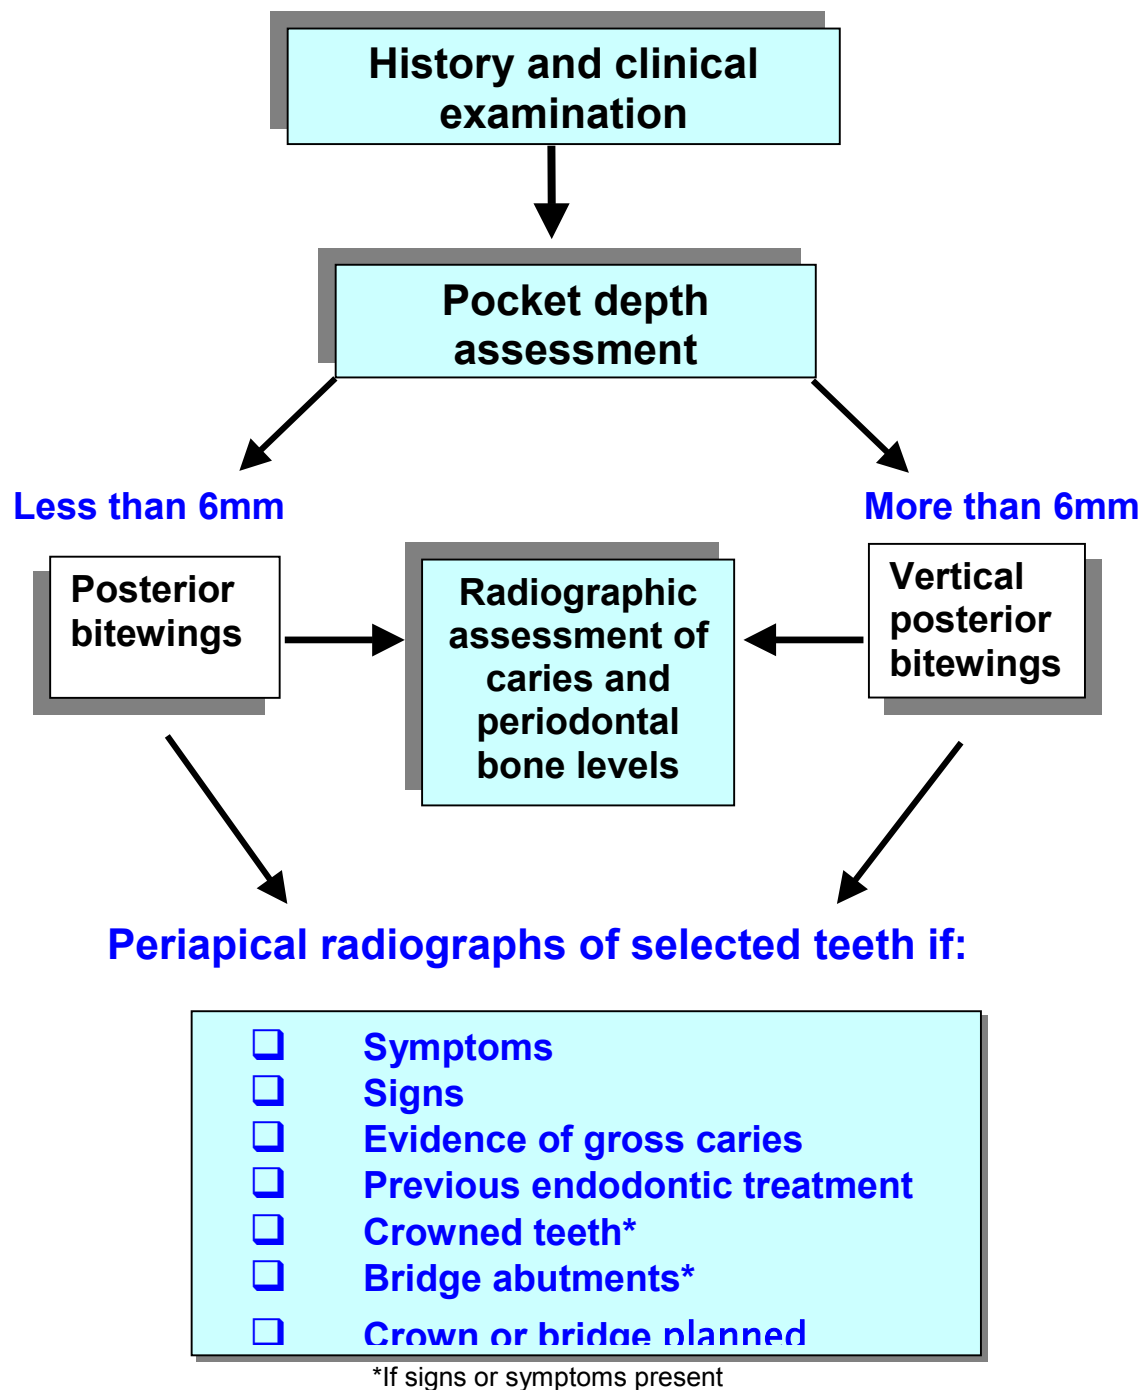 History and clinical
examination
Pocket depth
assessment
Less than 6mm
More than 6mm
Posterior
bitewings
Radiographic
assessment of
caries and
periodontal
bone levels
Vertical
posterior
bitewings
Periapical radiographs of selected teeth if:
❑ Symptoms
❑ Signs
❑ Evidence of gross caries
❑ Previous endodontic treatment
❑ Crowned teeth*
❑ Bridge abutments*
❑ Crown or bridge planned
*If signs or symptoms present